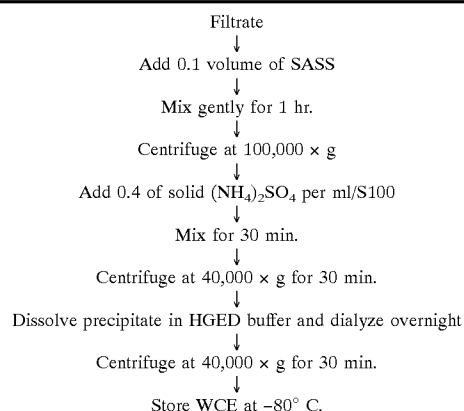 Filtrate
↓
Add 0.1 volume of SASS
↓
Mix gently for 1 hr.
↓
Centrifuge at 100,000 × g
↓
Add 0.4 of solid (NH₄)₂SO₄ per ml/S100
↓
Mix for 30 min.
↓
Centrifuge at 40,000 × g for 30 min.
↓
Dissolve precipitate in HGED buffer and dialyze overnight
↓
Centrifuge at 40,000 × g for 30 min.
↓
Store WCE at −80° C.